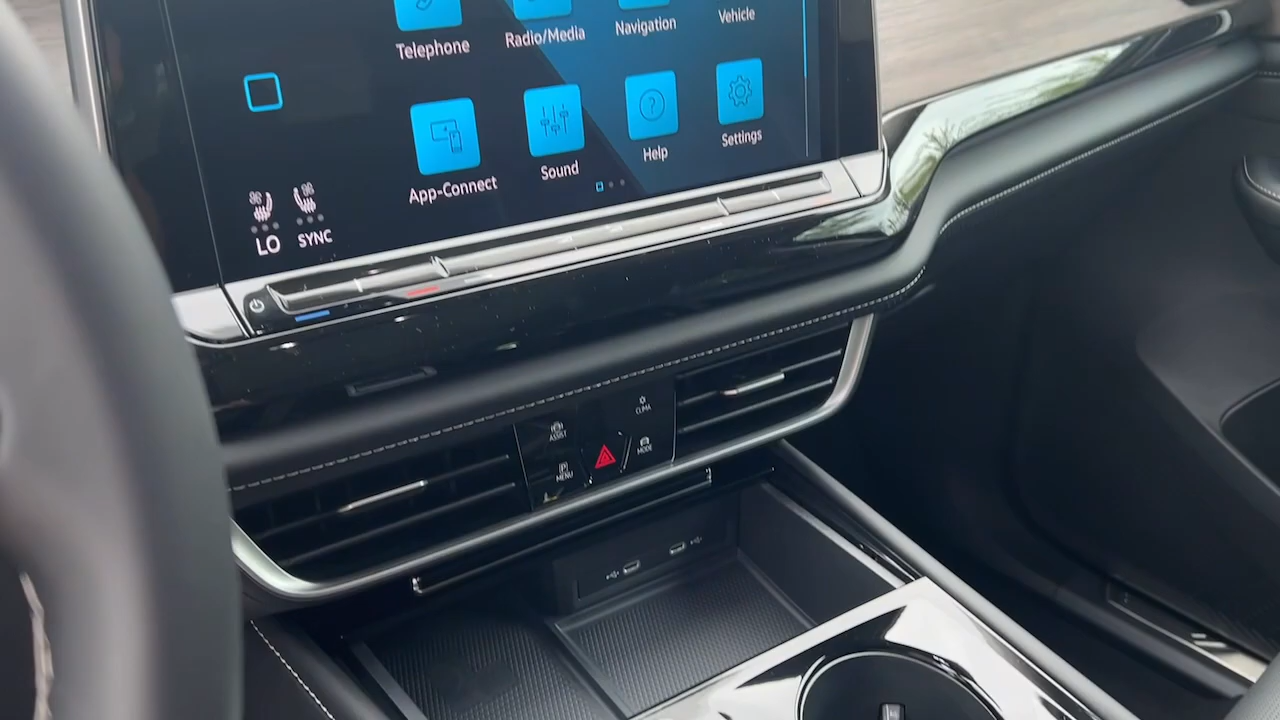 Telephone
Radio/Media
Navigation
Vehicle
App-Connect
Sound
Help
Settings
LO
SYNC
CLIMA
ASSIST
MODE
P
MENU